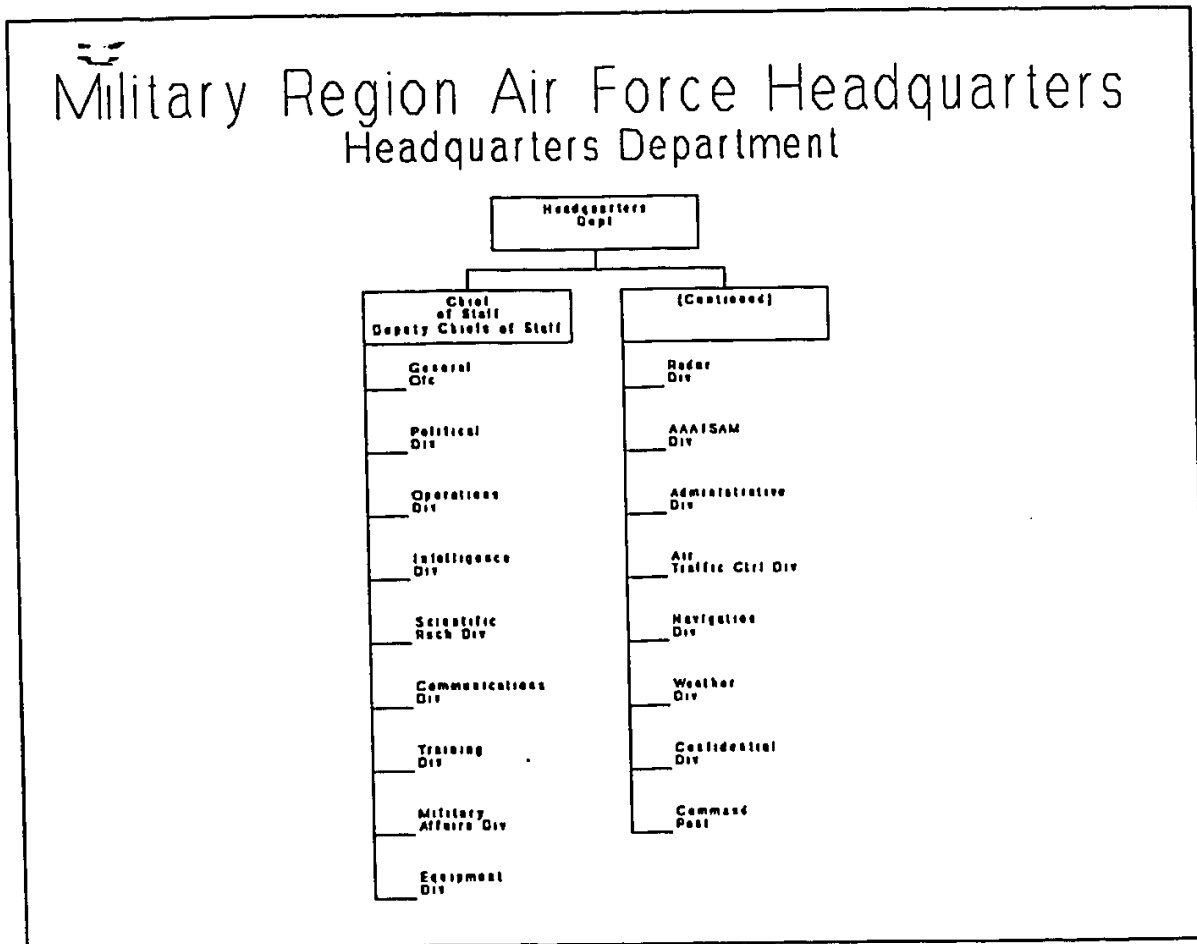 Military Region Air Force Headquarters
Headquarters Department
Headquarters
Dept
Chief
of Staff
Deputy Chiefs of Staff
General
Ofc
Political
Div
Operations
Div
Intelligence
Div
Scientific
Rsch Div
Communications
Div
Training
Div
Military
Affairs Div
Equipment
Div
(Continued)
Radar
Div
AAA/SAM
Div
Administrative
Div
Air
Traffic Ctrl Div
Navigation
Div
Weather
Div
Confidential
Div
Command
Post